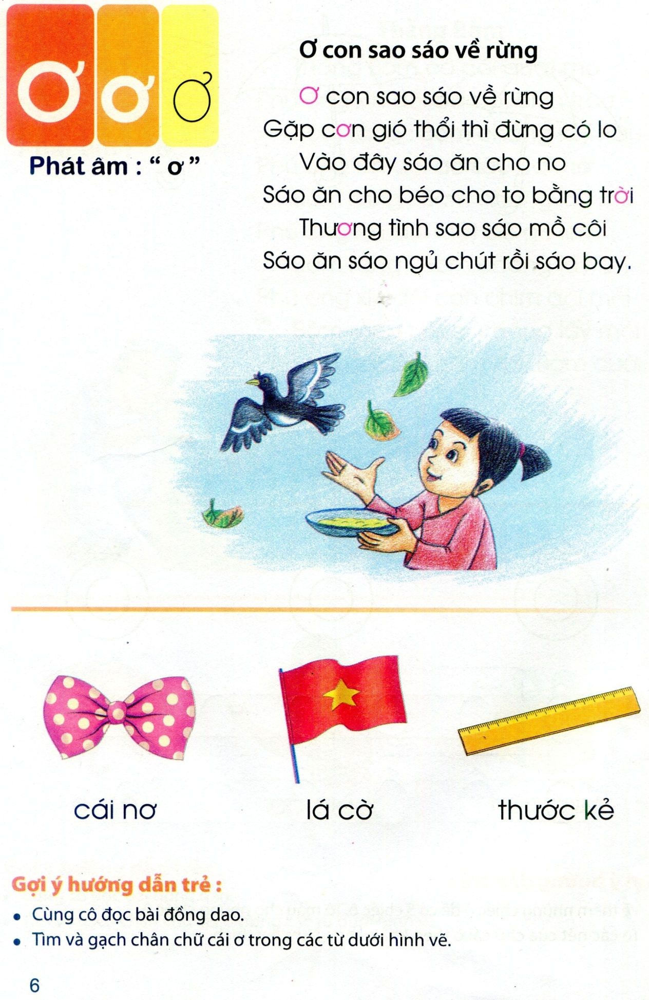 Ơ ơ ơ
Phát âm : “ ơ ”
Ơ con sao sáo về rừng
Ơ con sao sáo về rừng
Gặp cơn gió thổi thì đừng có lo
Vào đây sáo ăn cho no
Sáo ăn cho béo cho to bằng trời
Thương tình sao sáo mồ côi
Sáo ăn sáo ngủ chút rồi sáo bay.
cái nơ
lá cờ
thước kẻ
Gợi ý hướng dẫn trẻ :
• Cùng cô đọc bài đồng dao.
• Tìm và gạch chân chữ cái ơ trong các từ dưới hình vẽ.
6